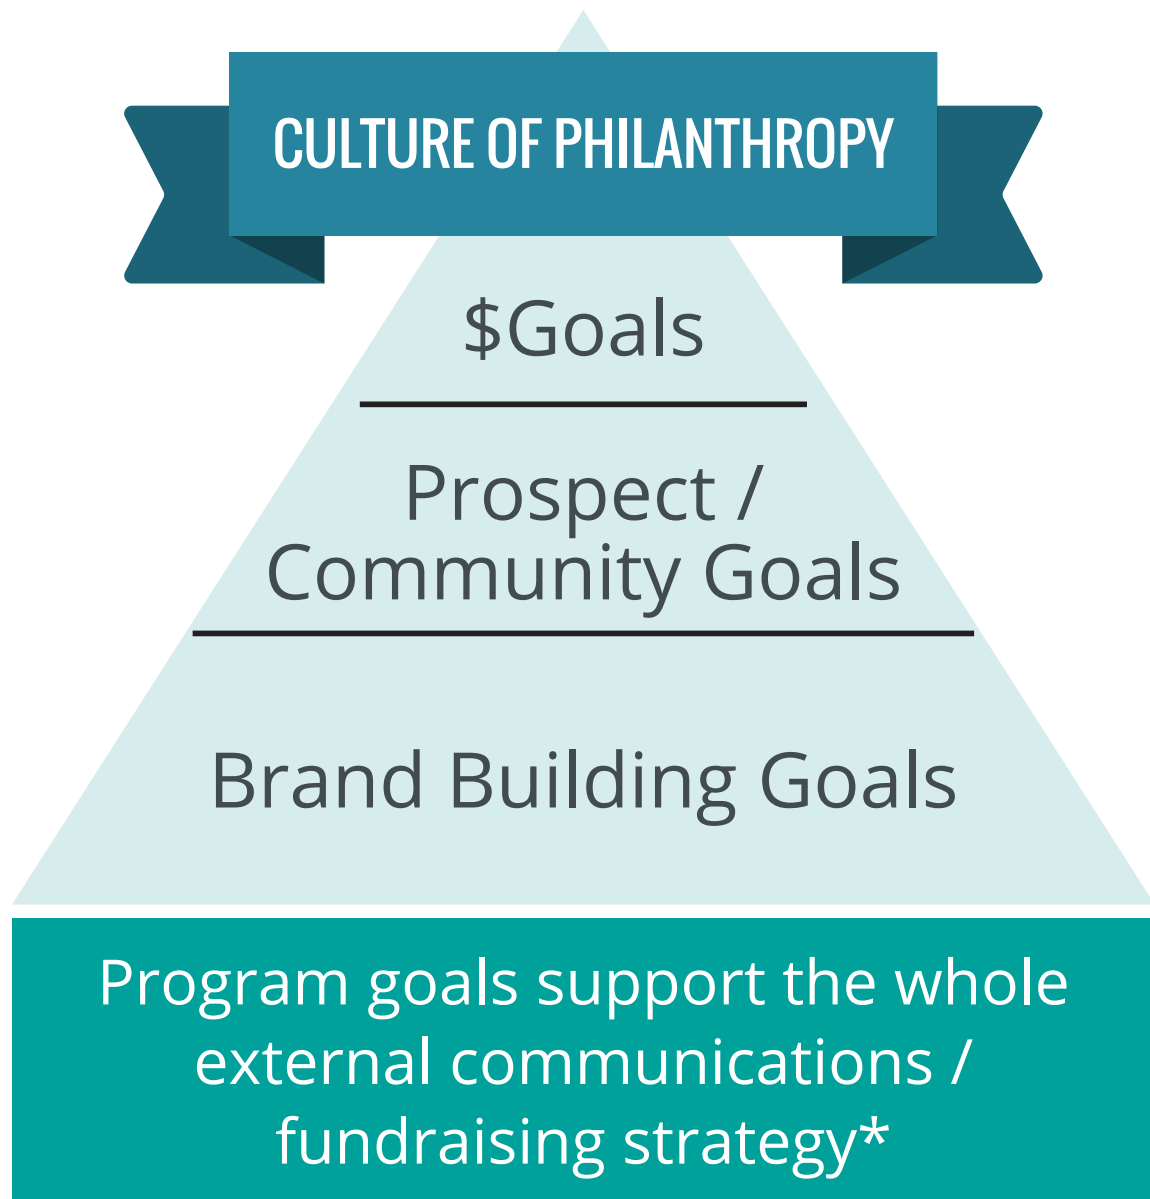 CULTURE OF PHILANTHROPY
$Goals
Prospect /
Community Goals
Brand Building Goals
Program goals support the whole
external communications /
fundraising strategy*